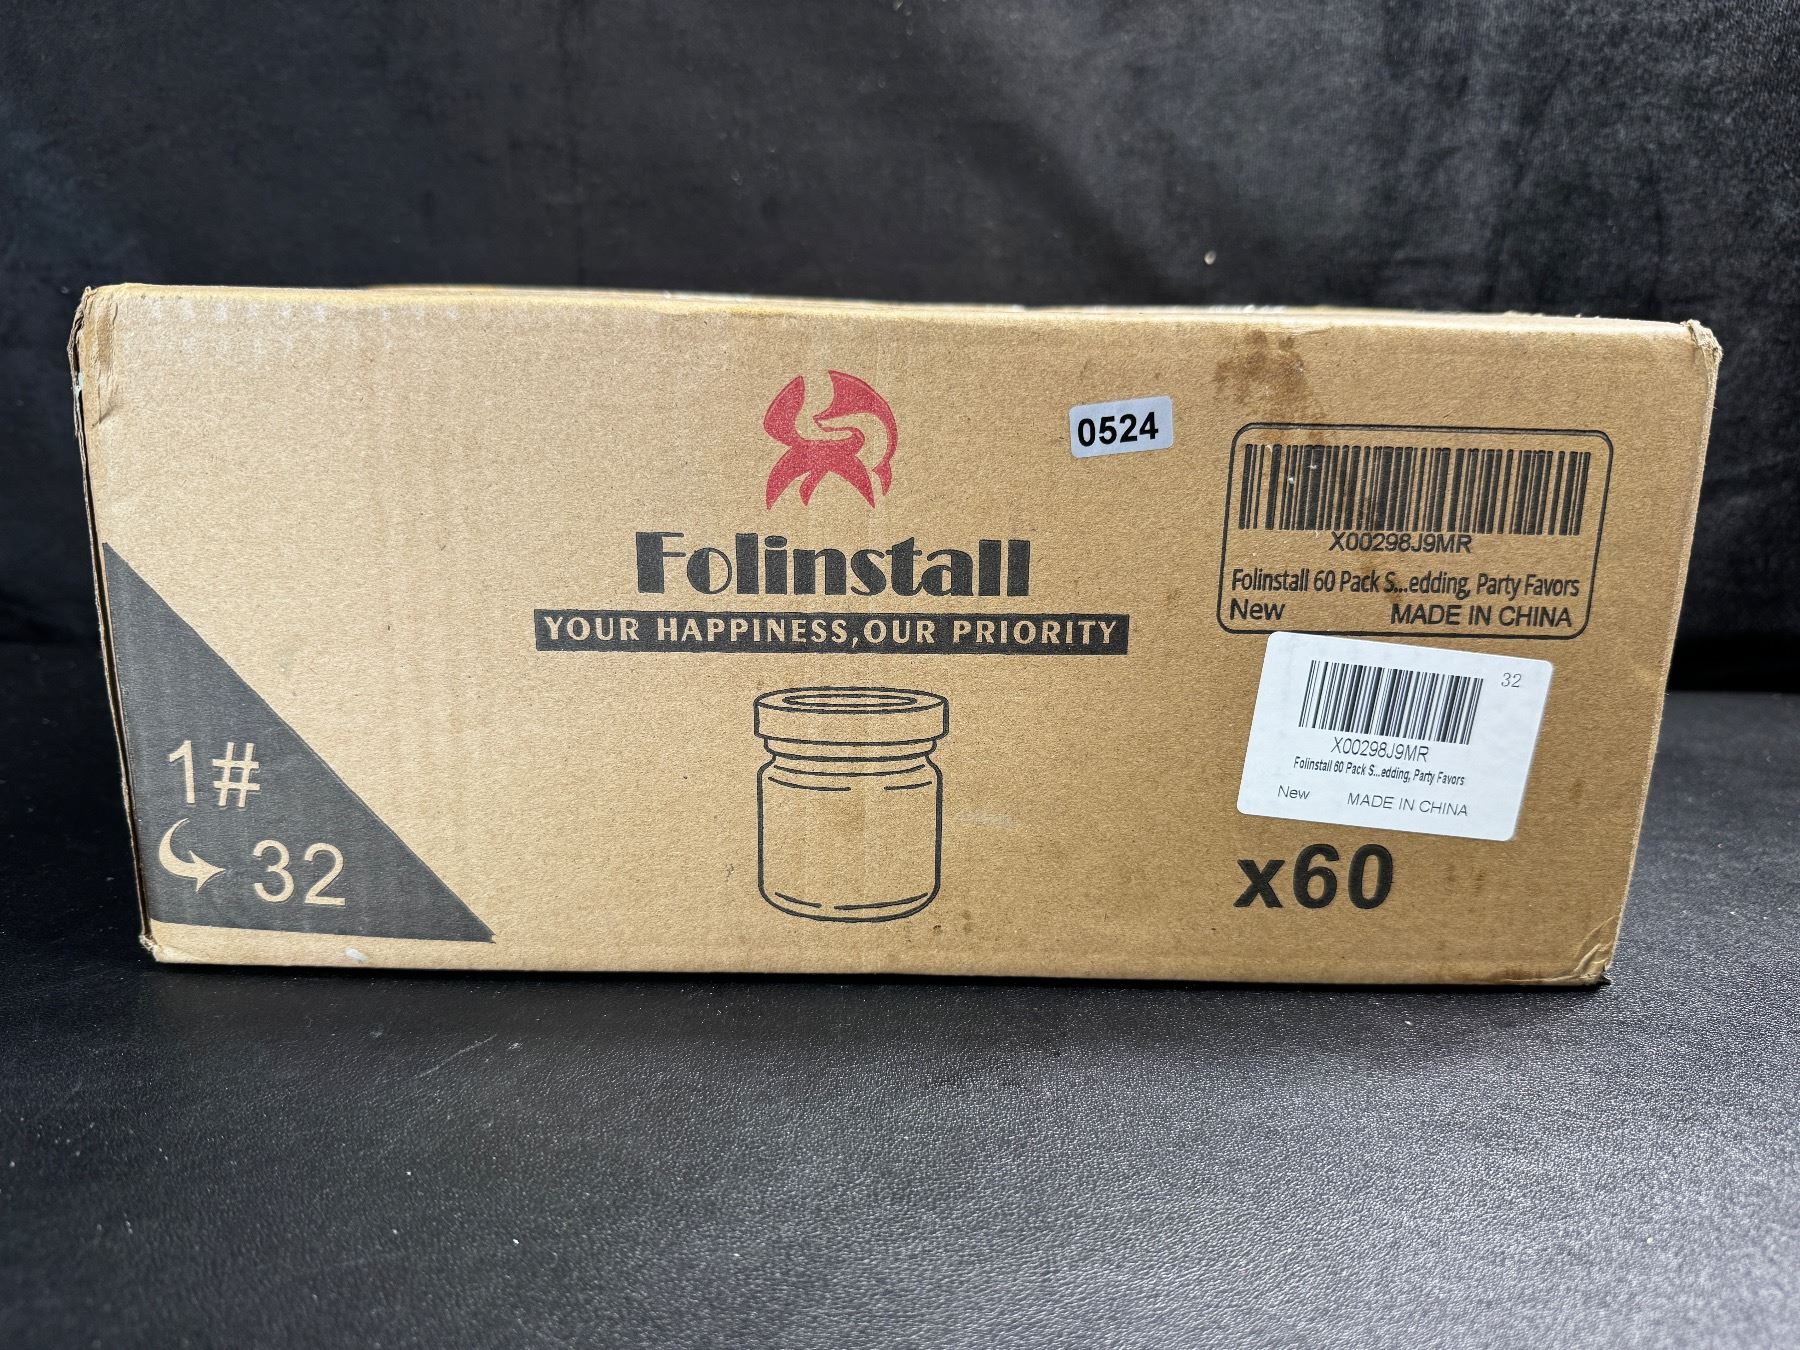 0524
Folinstall
YOUR HAPPINESS,OUR PRIORITY
X00298J9MR
Folinstall 60 Pack S...edding, Party Favors
New MADE IN CHINA
32
X00298J9MR
Folinstall 60 Pack S...edding, Party Favors
New MADE IN CHINA
x60
1#
32